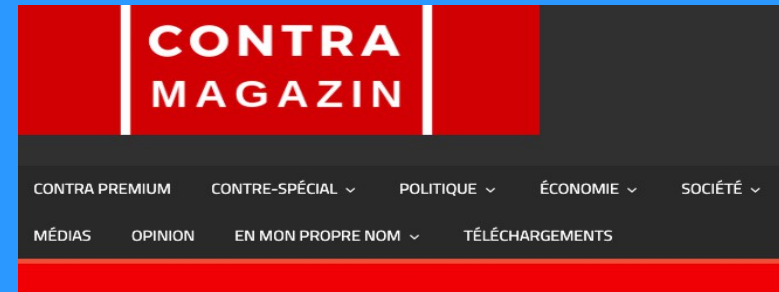 CONTRA
MAGAZIN
CONTRA PREMIUM CONTRE-SPÉCIAL POLITIQUE ÉCONOMIE SOCIÉTÉ
MÉDIAS OPINION EN MON PROPRE NOM TÉLÉCHARGEMENTS